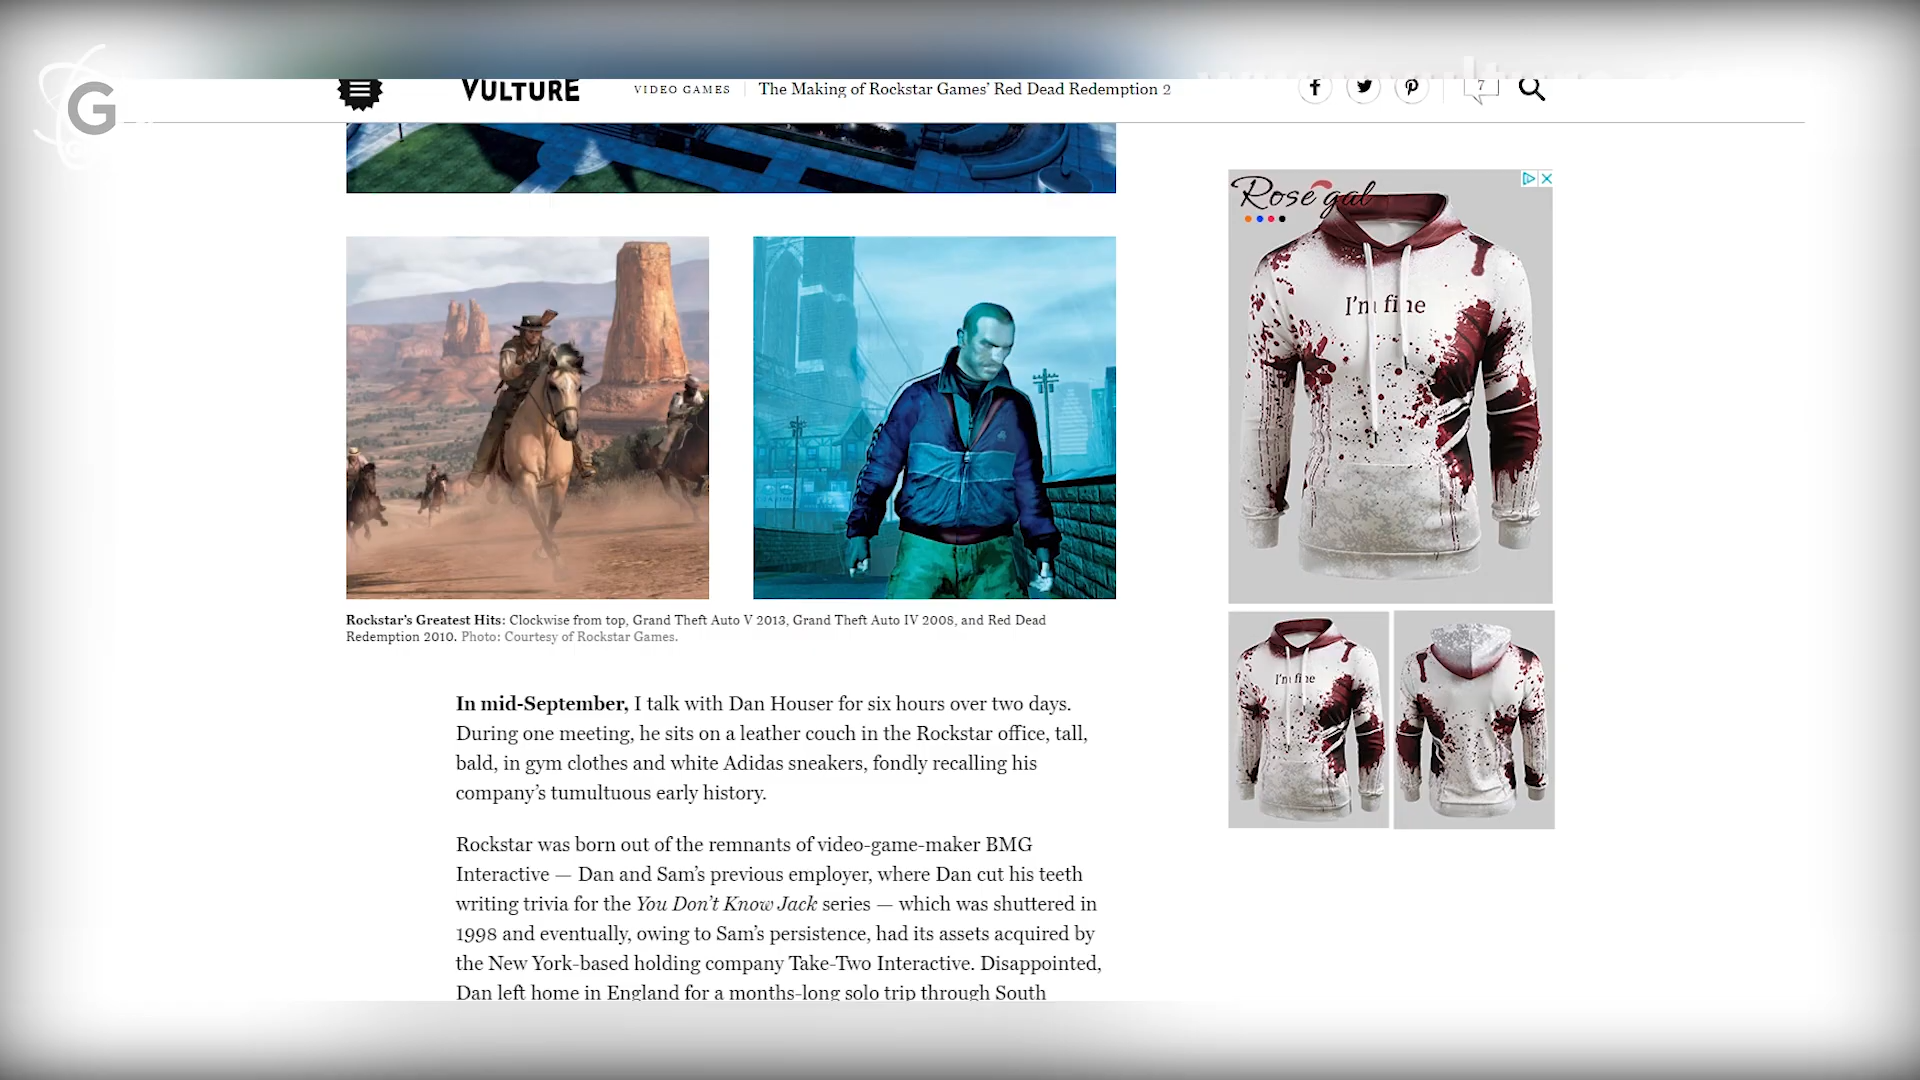 G
VULTURE
VIDEO GAMES
The Making of Rockstar Games’ Red Dead Redemption 2
7
Rosegal
I'm fine
Rockstar’s Greatest Hits: Clockwise from top, Grand Theft Auto V 2013, Grand Theft Auto IV 2008, and Red Dead
Redemption 2010. Photo: Courtesy of Rockstar Games.
I'm fine
In mid-September, I talk with Dan Houser for six hours over two days.
During one meeting, he sits on a leather couch in the Rockstar office, tall,
bald, in gym clothes and white Adidas sneakers, fondly recalling his
company’s tumultuous early history.
Rockstar was born out of the remnants of video-game-maker BMG
Interactive — Dan and Sam’s previous employer, where Dan cut his teeth
writing trivia for the You Don’t Know Jack series — which was shuttered in
1998 and eventually, owing to Sam’s persistence, had its assets acquired by
the New York-based holding company Take-Two Interactive. Disappointed,
Dan left home in England for a months-long solo trip through South